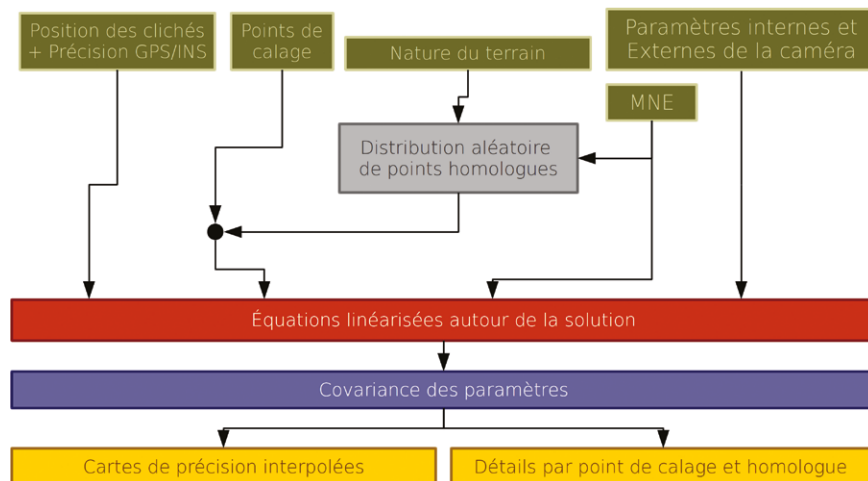 Position des clichés
+ Précision GPS/INS
Points de
calage
Nature du terrain
Paramètres internes et
Externes de la caméra
MNE
Distribution aléatoire
de points homologues
Équations linéarisées autour de la solution
Covariance des paramètres
Cartes de précision interpolées
Détails par point de calage et homologue